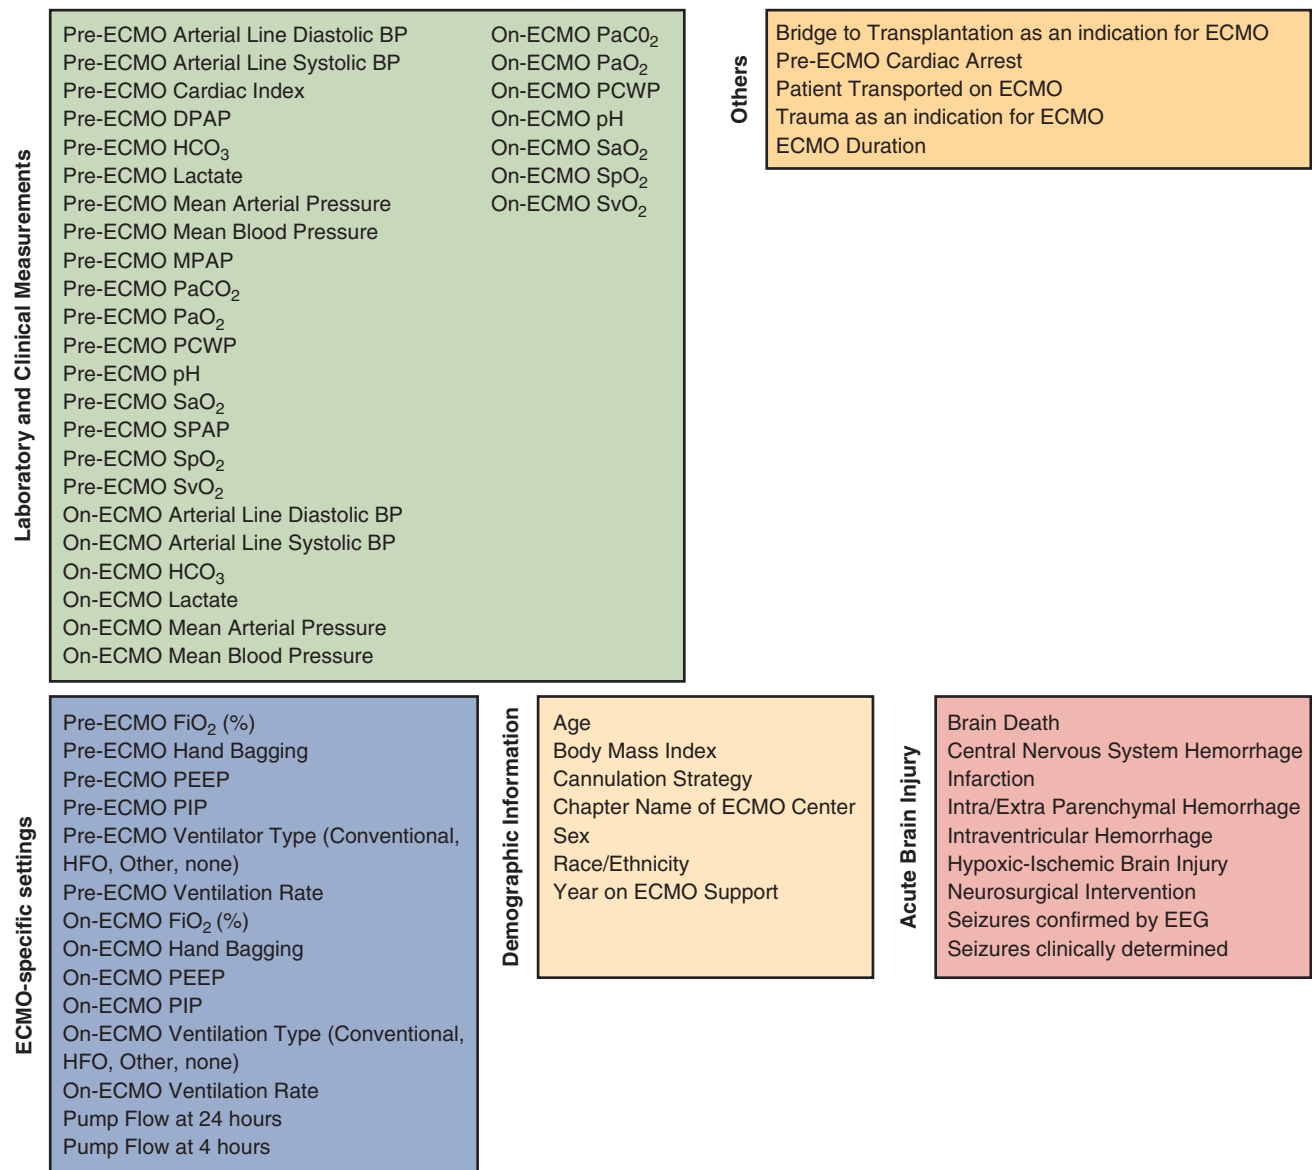 Laboratory and Clinical Measurements
Pre-ECMO Arterial Line Diastolic BP
Pre-ECMO Arterial Line Systolic BP
Pre-ECMO Cardiac Index
Pre-ECMO DPAP
Pre-ECMO HCO₃
Pre-ECMO Lactate
Pre-ECMO Mean Arterial Pressure
Pre-ECMO Mean Blood Pressure
Pre-ECMO MPAP
Pre-ECMO PaCO₂
Pre-ECMO PaO₂
Pre-ECMO PCWP
Pre-ECMO pH
Pre-ECMO SaO₂
Pre-ECMO SPAP
Pre-ECMO SpO₂
Pre-ECMO SvO₂
On-ECMO Arterial Line Diastolic BP
On-ECMO Arterial Line Systolic BP
On-ECMO HCO₃
On-ECMO Lactate
On-ECMO Mean Arterial Pressure
On-ECMO Mean Blood Pressure
On-ECMO PaC0₂
On-ECMO PaO₂
On-ECMO PCWP
On-ECMO pH
On-ECMO SaO₂
On-ECMO SpO₂
On-ECMO SvO₂
Others
Bridge to Transplantation as an indication for ECMO
Pre-ECMO Cardiac Arrest
Patient Transported on ECMO
Trauma as an indication for ECMO
ECMO Duration
ECMO-specific settings
Pre-ECMO FiO₂ (%)
Pre-ECMO Hand Bagging
Pre-ECMO PEEP
Pre-ECMO PIP
Pre-ECMO Ventilator Type (Conventional,
HFO, Other, none)
Pre-ECMO Ventilation Rate
On-ECMO FiO₂ (%)
On-ECMO Hand Bagging
On-ECMO PEEP
On-ECMO PIP
On-ECMO Ventilation Type (Conventional,
HFO, Other, none)
On-ECMO Ventilation Rate
Pump Flow at 24 hours
Pump Flow at 4 hours
Demographic Information
Age
Body Mass Index
Cannulation Strategy
Chapter Name of ECMO Center
Sex
Race/Ethnicity
Year on ECMO Support
Acute Brain Injury
Brain Death
Central Nervous System Hemorrhage
Infarction
Intra/Extra Parenchymal Hemorrhage
Intraventricular Hemorrhage
Hypoxic-Ischemic Brain Injury
Neurosurgical Intervention
Seizures confirmed by EEG
Seizures clinically determined